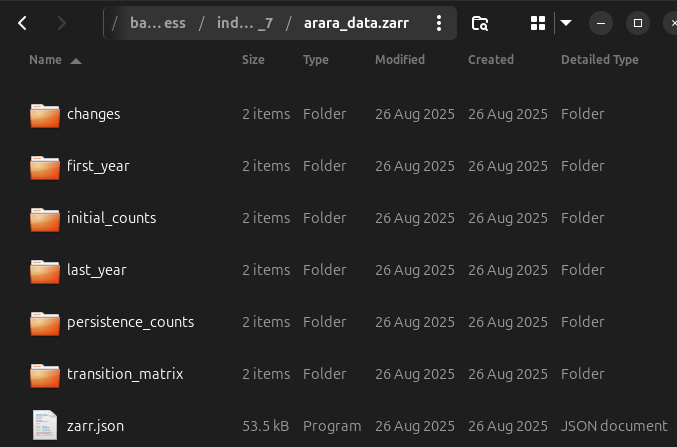 / ba…ess / ind…_7 / arara_data.zarr
Name Size Type Modified Created Detailed Type
changes 2 items Folder 26 Aug 2025 26 Aug 2025 Folder
first_year 2 items Folder 26 Aug 2025 26 Aug 2025 Folder
initial_counts 2 items Folder 26 Aug 2025 26 Aug 2025 Folder
last_year 2 items Folder 26 Aug 2025 26 Aug 2025 Folder
persistence_counts 2 items Folder 26 Aug 2025 26 Aug 2025 Folder
transition_matrix 2 items Folder 26 Aug 2025 26 Aug 2025 Folder
zarr.json 53.5 kB Program 26 Aug 2025 26 Aug 2025 JSON document